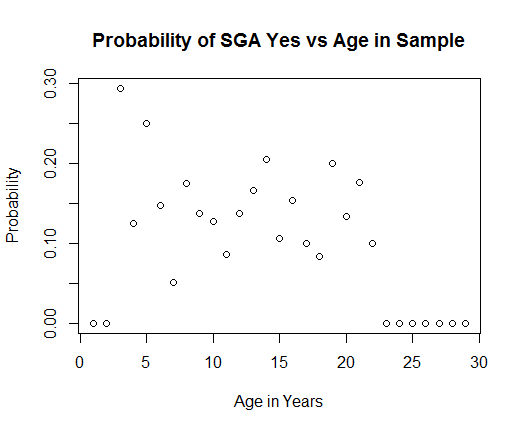 Probability of SGA Yes vs Age in Sample
Probability
0.30
0.20
0.10
0.00
0 5 10 15 20 25 30
Age in Years